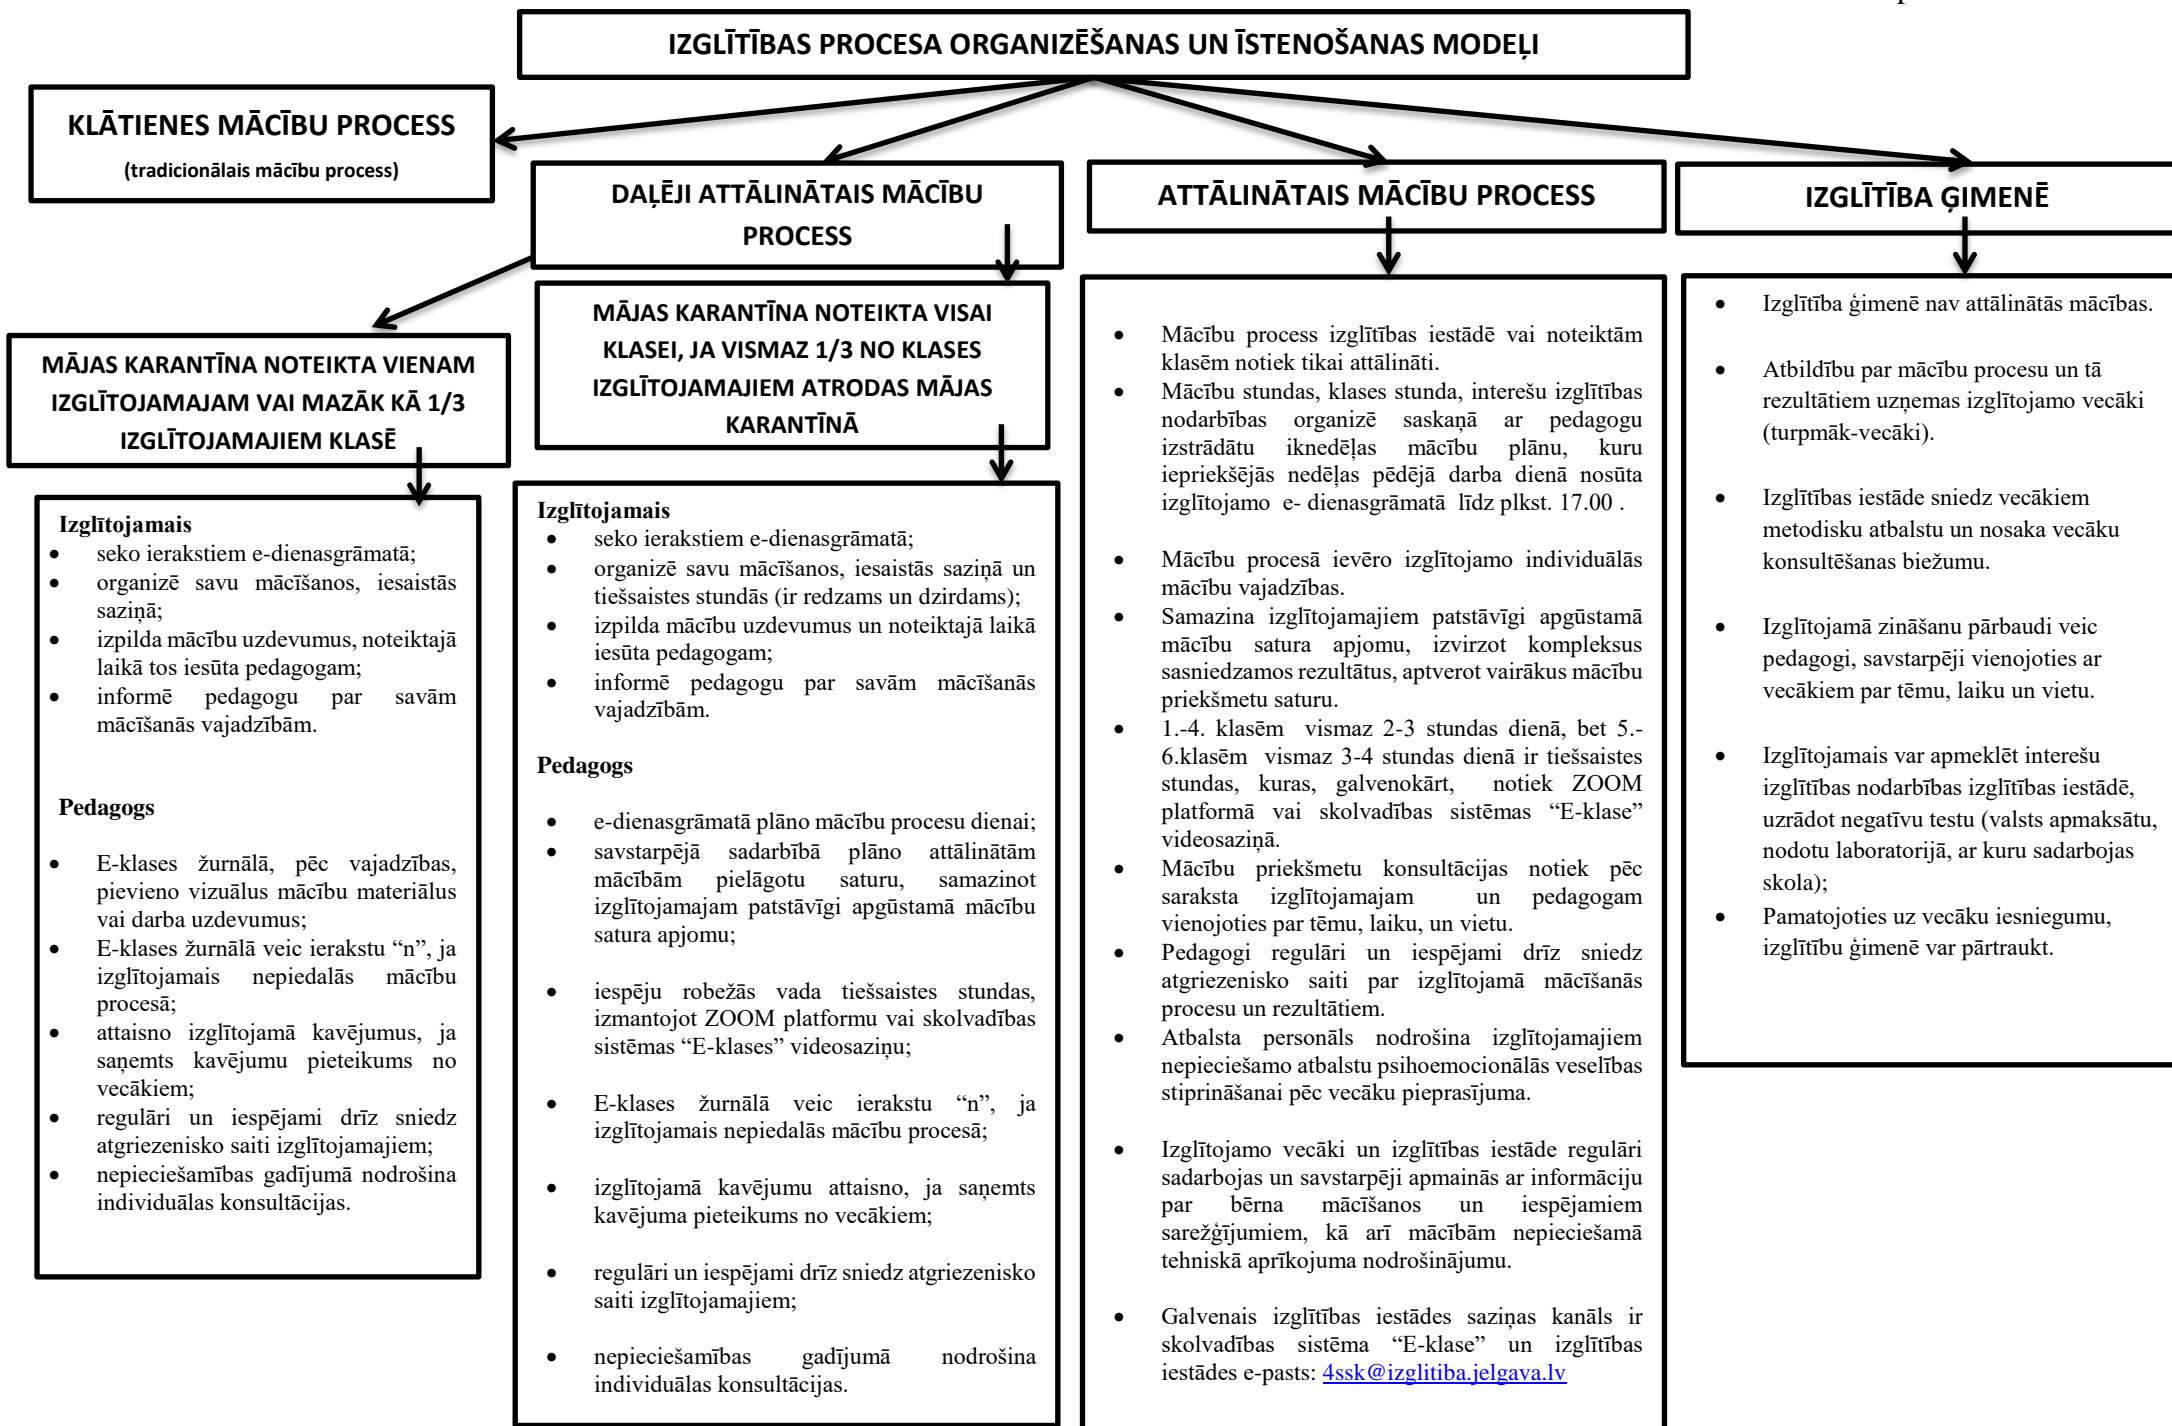 IZGLĪTĪBAS PROCESA ORGANIZĒŠANAS UN ĪSTENOŠANAS MODEĻI
KLĀTIENES MĀCĪBU PROCESS
(tradicionālais mācību process)
DAĻĒJI ATTĀLINĀTAIS MĀCĪBU
PROCESS
ATTĀLINĀTAIS MĀCĪBU PROCESS
IZGLĪTĪBA ĢIMENĒ
MĀJAS KARANTĪNA NOTEIKTA VIENAM
IZGLĪTOJAMAJAM VAI MAZĀK KĀ 1/3
IZGLĪTOJAMAJIEM KLASĒ
Izglītojamais
• seko ierakstiem e-dienasgrāmatā;
• organizē savu mācīšanos, iesaistās
saziņā;
• izpilda mācību uzdevumus, noteiktajā
laikā tos iesūta pedagogam;
• informē pedagogu par savām
mācīšanās vajadzībām.
Pedagogs
• E-klases žurnālā, pēc vajadzības,
pievieno vizuālus mācību materiālus
vai darba uzdevumus;
• E-klases žurnālā veic ierakstu “n”, ja
izglītojamais nepiedalās mācību
procesā;
• attaisno izglītojamā kavējumus, ja
saņemts kavējumu pieteikums no
vecākiem;
• regulāri un iespējami drīz sniedz
atgriezenisko saiti izglītojamajiem;
• nepieciešamības gadījumā nodrošina
individuālas konsultācijas.
MĀJAS KARANTĪNA NOTEIKTA VISAI
KLASEI, JA VISMAZ 1/3 NO KLASES
IZGLĪTOJAMAJIEM ATRODAS MĀJAS
KARANTĪNĀ
Izglītojamais
• seko ierakstiem e-dienasgrāmatā;
• organizē savu mācīšanos, iesaistās saziņā un
tiešsaistes stundās (ir redzams un dzirdams);
• izpilda mācību uzdevumus un noteiktajā laikā
iesūta pedagogam;
• informē pedagogu par savām mācīšanās
vajadzībām.
Pedagogs
• e-dienasgrāmatā plāno mācību procesu dienai;
• savstarpējā sadarbībā plāno attālinātām
mācībām pielāgotu saturu, samazinot
izglītojamajam patstāvīgi apgūstamā mācību
satura apjomu;
• iespēju robežās vada tiešsaistes stundas,
izmantojot ZOOM platformu vai skolvadības
sistēmas “E-klases” videosaziņu;
• E-klases žurnālā veic ierakstu “n”, ja
izglītojamais nepiedalās mācību procesā;
• izglītojamā kavējumu attaisno, ja saņemts
kavējuma pieteikums no vecākiem;
• regulāri un iespējami drīz sniedz atgriezenisko
saiti izglītojamajiem;
• nepieciešamības gadījumā nodrošina
individuālas konsultācijas.
• Mācību process izglītības iestādē vai noteiktām
klasēm notiek tikai attālināti.
• Mācību stundas, klases stunda, interešu izglītības
nodarbības organizē saskaņā ar pedagogu
izstrādātu iknedēļas mācību plānu, kuru
iepriekšējās nedēļas pēdējā darba dienā nosūta
izglītojamo e- dienasgrāmatā līdz plkst. 17.00 .
• Mācību procesā ievēro izglītojamo individuālās
mācību vajadzības.
• Samazina izglītojamajiem patstāvīgi apgūstamā
mācību satura apjomu, izvirzot kompleksus
sasniedzamos rezultātus, aptverot vairākus mācību
priekšmetu saturu.
• 1.-4. klasēm vismaz 2-3 stundas dienā, bet 5.-
6.klasēm vismaz 3-4 stundas dienā ir tiešsaistes
stundas, kuras, galvenokārt, notiek ZOOM
platformā vai skolvadības sistēmas “E-klase”
videosaziņā.
• Mācību priekšmetu konsultācijas notiek pēc
saraksta izglītojamajam un pedagogam
vienojoties par tēmu, laiku, un vietu.
• Pedagogi regulāri un iespējami drīz sniedz
atgriezenisko saiti par izglītojamā mācīšanās
procesu un rezultātiem.
• Atbalsta personāls nodrošina izglītojamajiem
nepieciešamo atbalstu psihoemocionālās veselības
stiprināšanai pēc vecāku pieprasījuma.
• Izglītojamo vecāki un izglītības iestāde regulāri
sadarbojas un savstarpēji apmainās ar informāciju
par bērna mācīšanos un iespējamiem
sarežģījumiem, kā arī mācībām nepieciešamā
tehniskā aprīkojuma nodrošinājumu.
• Galvenais izglītības iestādes saziņas kanāls ir
skolvadības sistēma “E-klase” un izglītības
iestādes e-pasts: 4ssk@izglitiba.jelgava.lv
• Izglītība ģimenē nav attālinātās mācības.
• Atbildību par mācību procesu un tā
rezultātiem uzņemas izglītojamo vecāki
(turpmāk-vecāki).
• Izglītības iestāde sniedz vecākiem
metodisku atbalstu un nosaka vecāku
konsultēšanas biežumu.
• Izglītojamā zināšanu pārbaudi veic
pedagogi, savstarpēji vienojoties ar
vecākiem par tēmu, laiku un vietu.
• Izglītojamais var apmeklēt interešu
izglītības nodarbības izglītības iestādē,
uzrādot negatīvu testu (valsts apmaksātu,
nodotu laboratorijā, ar kuru sadarbojas
skola);
• Pamatojoties uz vecāku iesniegumu,
izglītību ģimenē var pārtraukt.